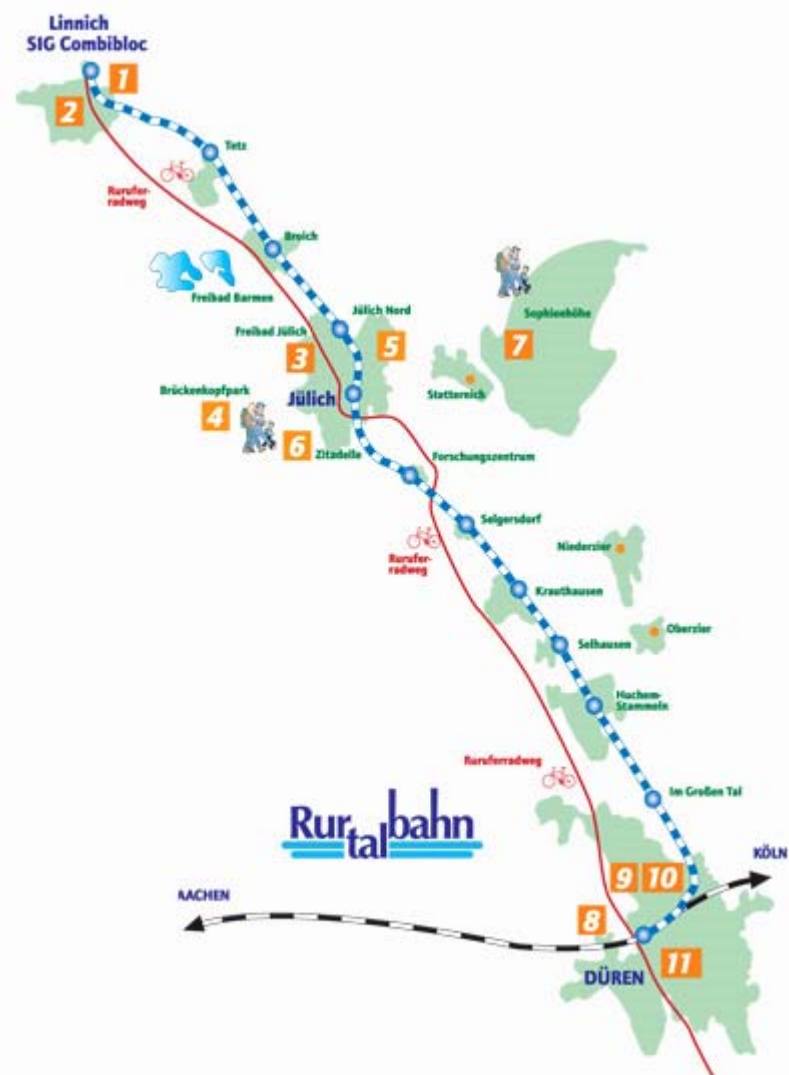 Linnich
SIG Combibloc
1
2
Tetz
Rurufer-
radweg
Broich
Freibad Barmen
Jülich Nord
Sophienhöhe
Freibad Jülich
5
7
3
Stettereich
Brückenkopfpark
Jülich
4
6
Zitadelle
Forschungszentrum
Selgersdorf
Niederzier
Rurufer-
radweg
Krauthausen
Oberzier
Selhausen
Huchem-
Stammeln
Ruruferradweg
Im Großen Tal
Rurtalbahn
KÖLN
9
10
AACHEN
8
11
DÜREN